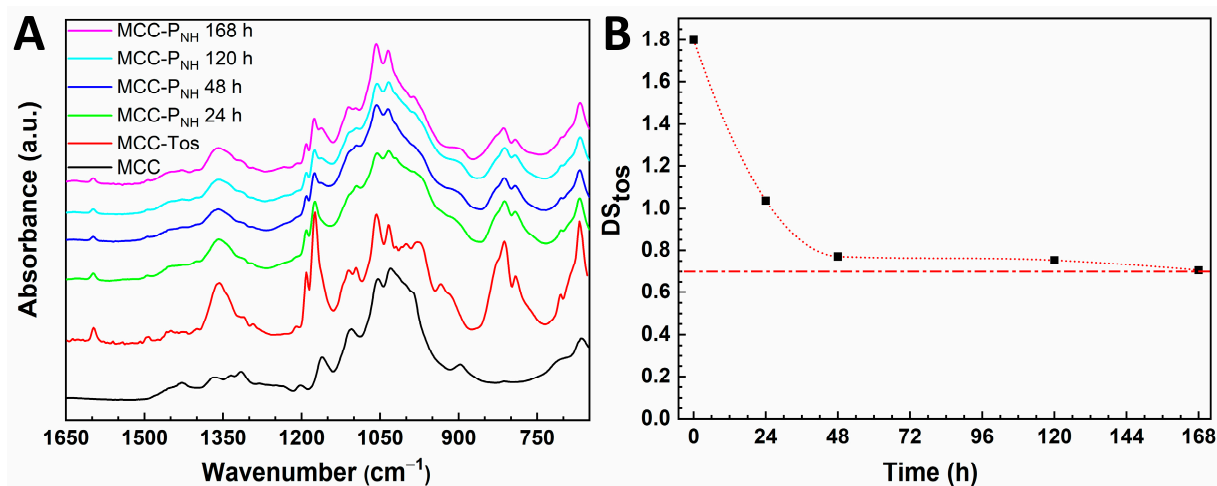 A
MCC-PNH 168 h
MCC-PNH 120 h
MCC-PNH 48 h
MCC-PNH 24 h
MCC-Tos
MCC
Absorbance (a.u.)
1650 1500 1350 1200 1050 900 750
Wavenumber (cm−1)
B
1.8
1.6
1.4
1.2
1.0
0.8
0.6
0.4
0.2
0.0
DStos
0 24 48 72 96 120 144 168
Time (h)